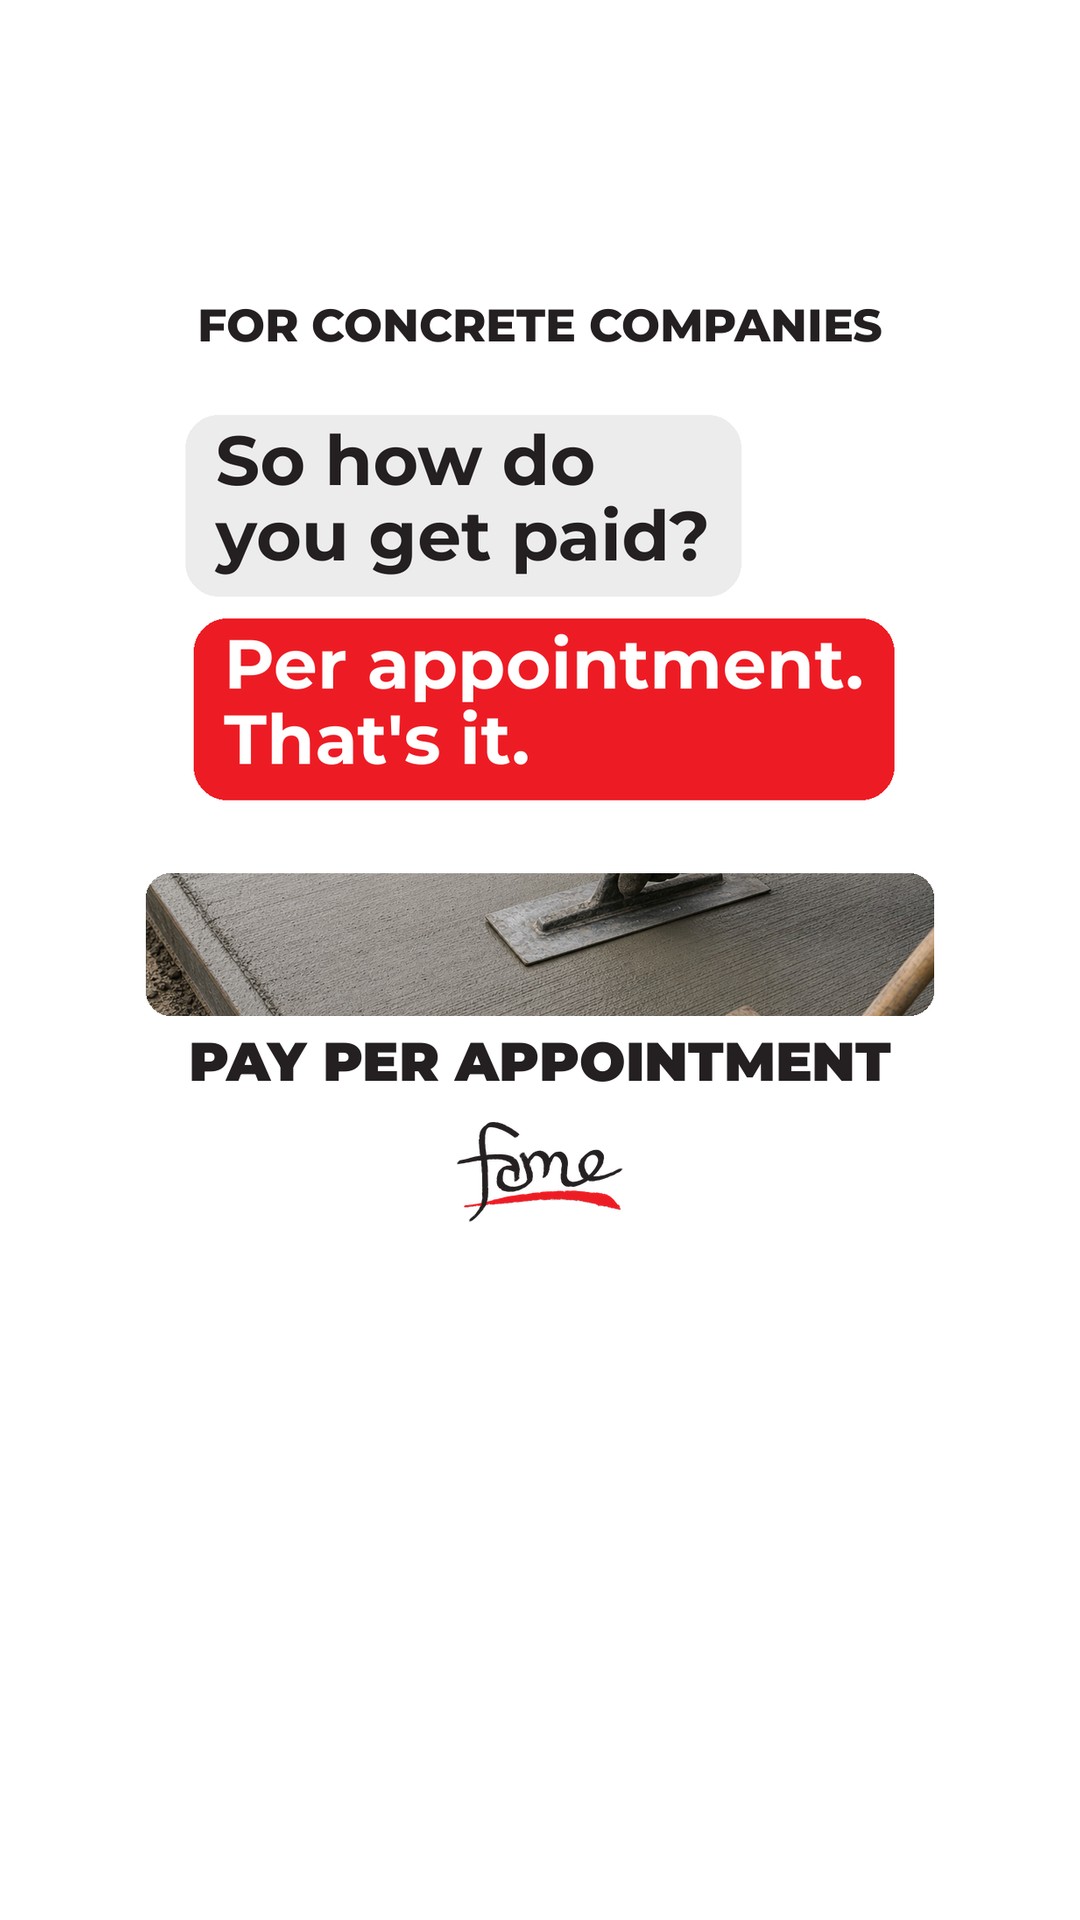 FOR CONCRETE COMPANIES
So how do
you get paid?
Per appointment.
That's it.
PAY PER APPOINTMENT
fame